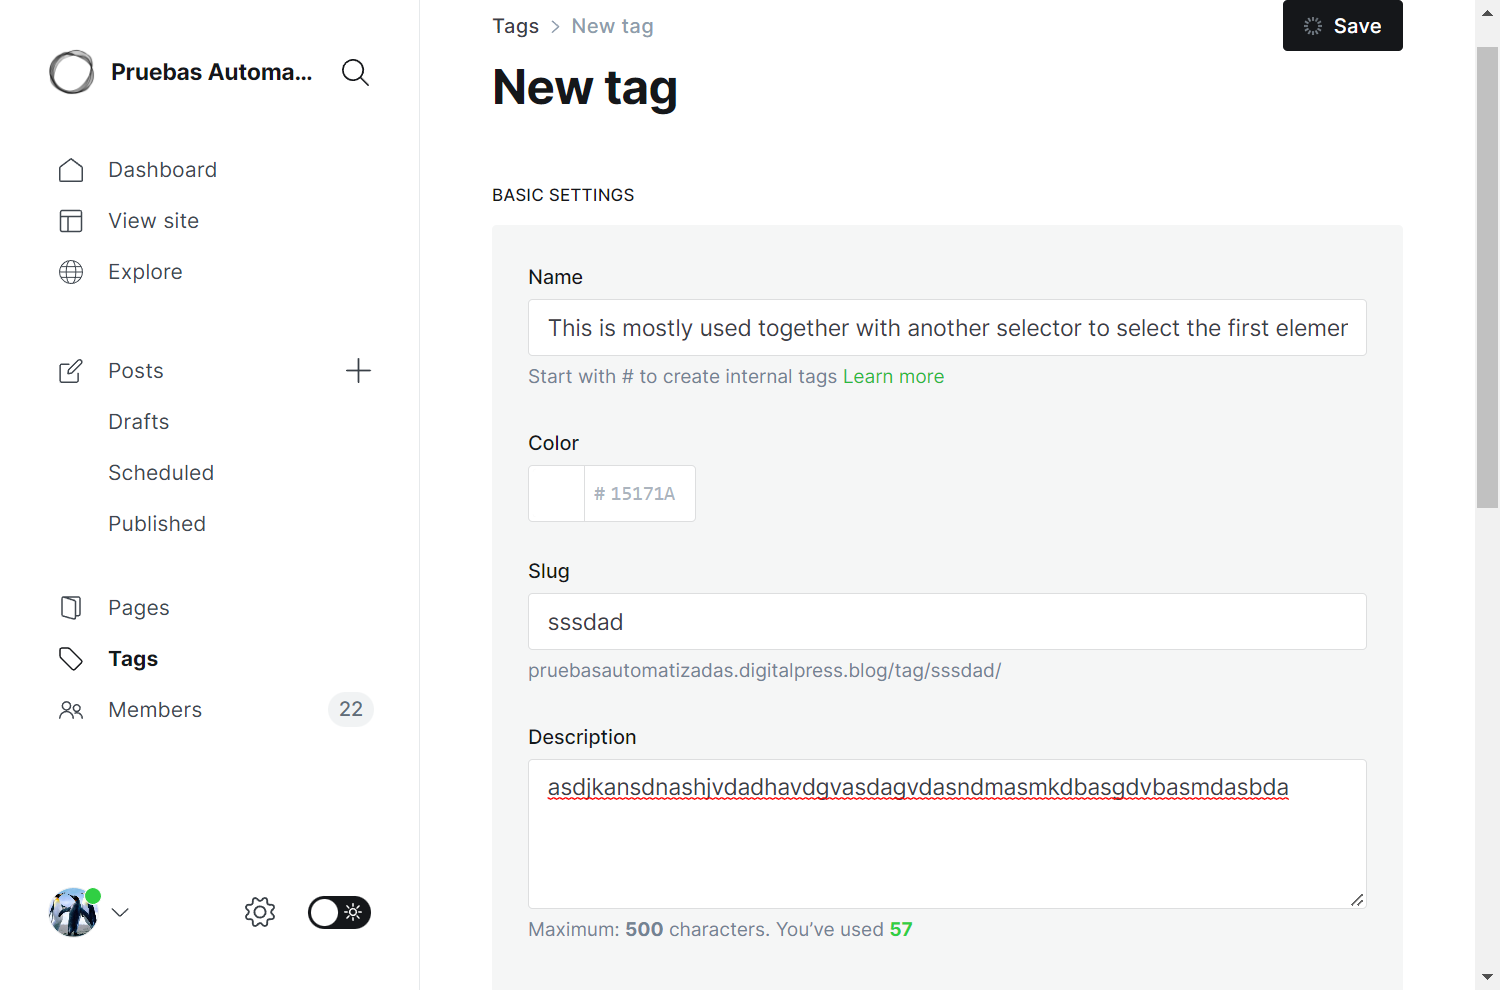 Pruebas Automa...
Dashboard
View site
Explore
Posts
Drafts
Scheduled
Published
Pages
Tags
Members
22
Tags > New tag
Save
New tag
BASIC SETTINGS
Name
This is mostly used together with another selector to select the first elemer
Start with # to create internal tags Learn more
Color
# 15171A
Slug
sssdad
pruebasautomatizadas.digitalpress.blog/tag/sssdad/
Description
asdjkansdnashjvdadhavdgvasdagvdasndmasmkdbasgdvbasmdasbda
Maximum: 500 characters. You've used 57